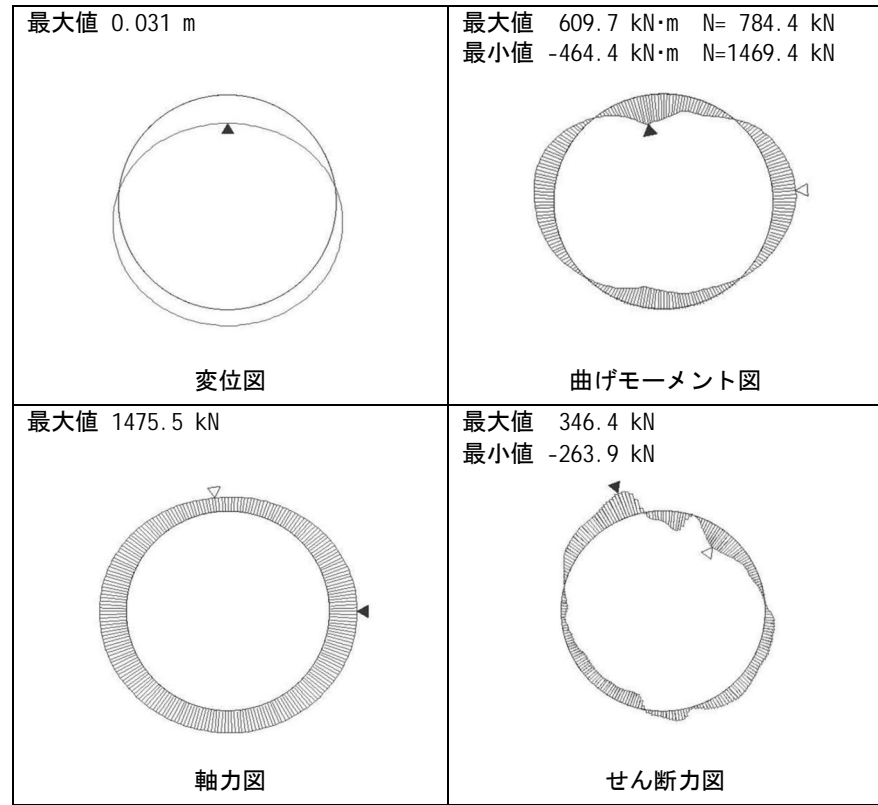 最大値 0.031 m
変位図
最大値 609.7 kN･m N= 784.4 kN
最小値 -464.4 kN･m N=1469.4 kN
曲げモーメント図
最大値 1475.5 kN
軸力図
最大値 346.4 kN
最小値 -263.9 kN
せん断力図